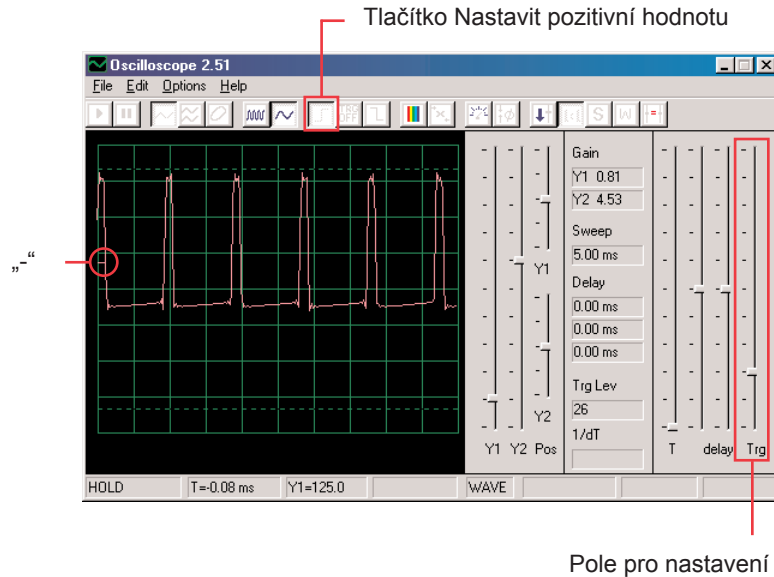 Tlačítko Nastavit pozitivní hodnotu
Oscilloscope 2.51
File Edit Options Help
TRG
OFF
S W
„-“
Gain
Y1 0.81
Y2 4.53
Sweep
5.00 ms
Delay
0.00 ms
0.00 ms
0.00 ms
Trg Lev
26
1/dT
Y1
Y2
Y1 Y2 Pos
T delay Trg
HOLD T=-0.08 ms Y1=125.0 WAVE
Pole pro nastavení